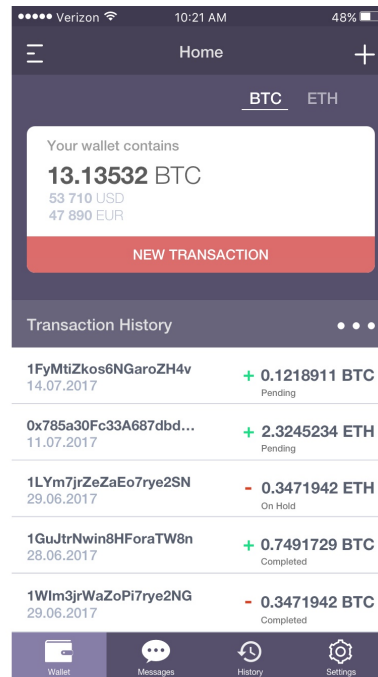 Verizon 10:21 AM 48%
Home
BTC ETH
Your wallet contains
13.13532 BTC
53 710 USD
47 890 EUR
NEW TRANSACTION
Transaction History
1FyMtiZkos6NGaroZH4v + 0.1218911 BTC
14.07.2017 Pending
0x785a30Fc33A687dbd... + 2.3245234 ETH
11.07.2017 Pending
1LYm7jrZeZaEo7rye2SN - 0.3471942 ETH
29.06.2017 On Hold
1GuJtrNwin8HForaTW8n + 0.7491729 BTC
28.06.2017 Completed
1WIm3jrWaZoPi7rye2NG - 0.3471942 BTC
29.06.2017 Completed
Wallet Messages History Settings